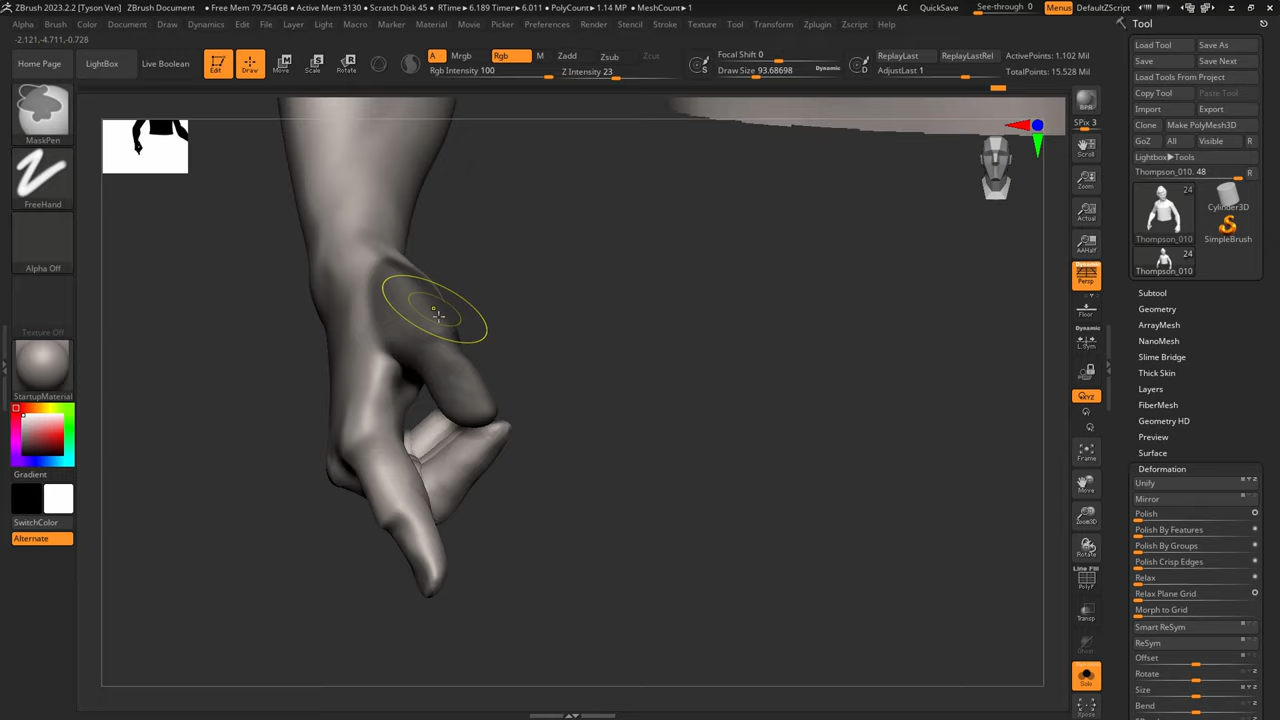 ZBrush 2023.2.2 [Tyson Van] ZBrush Document ● Free Mem 79.754GB ● Active Mem 3130 ● Scratch Disk 45 ● RTime▸6.189 Timer▸6.011 ● PolyCount▸1.14 MP ● MeshCount▸1
AC QuickSave See-through 0 Menus DefaultZScript
Alpha Brush Color Document Draw Dynamics Edit File Layer Light Macro Marker Material Movie Picker Preferences Render Stencil Stroke Texture Tool Transform Zplugin Zscript Help
-2.121,-4.711,-0.728
Home Page LightBox Live Boolean
Edit Draw Move Scale Rotate
A Mrgb Rgb M Zadd Zsub Zcut
Rgb Intensity 100 Z Intensity 23
Focal Shift 0
Draw Size 93.68698 Dynamic
S
D
ReplayLast ReplayLastRel
AdjustLast 1
ActivePoints: 1.102 Mil
TotalPoints: 15.528 Mil
MaskPen
FreeHand
Alpha Off
Texture Off
StartupMaterial
Gradient
SwitchColor
Alternate
BPR
SPix 3
Scroll
Zoom
Actual
AAHalf
Dynamic
Persp
Floor
Dynamic
L.Sym
XYZ
Frame
Move
Zoom3D
Rotate
Line Fill
PolyF
Transp
Ghost
Solo
Xpose
Tool
Load Tool Save As
Save Save Next
Load Tools From Project
Copy Tool Paste Tool
Import Export
Clone Make PolyMesh3D
GoZ All Visible R
Lightbox▶Tools
Thompson_010. 48 R
24
Thompson_010
Cylinder3D
SimpleBrush
24
Thompson_010
Subtool
Geometry
ArrayMesh
NanoMesh
Slime Bridge
Thick Skin
Layers
FiberMesh
Geometry HD
Preview
Surface
Deformation
Unify
Mirror
Polish
Polish By Features
Polish By Groups
Polish Crisp Edges
Relax
Relax Plane Grid
Morph to Grid
Smart ReSym
ReSym
Offset
Rotate
Size
Bend